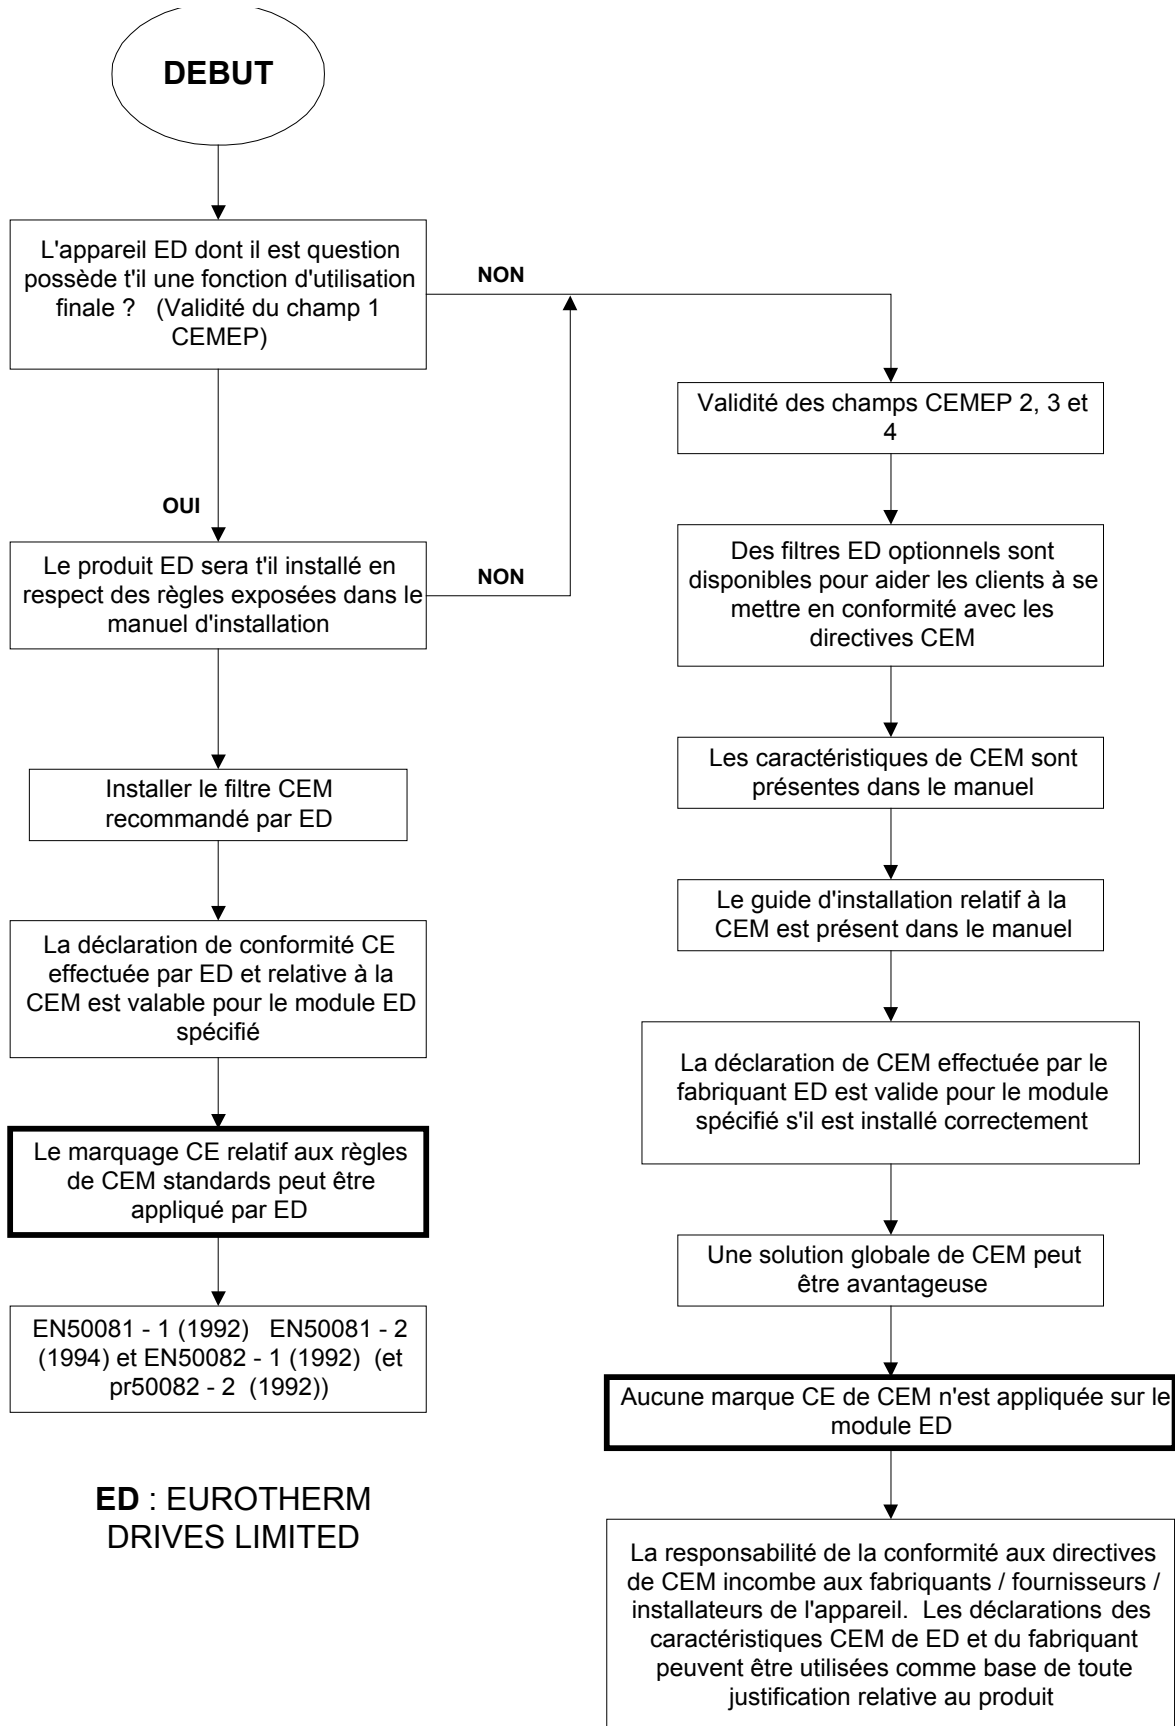 DEBUT
L'appareil ED dont il est question
possède t'il une fonction d'utilisation
finale ?   (Validité du champ 1
CEMEP)
NON
OUI
Le produit ED sera t'il installé en
respect des règles exposées dans le
manuel d'installation
NON
Installer le filtre CEM
recommandé par ED
La déclaration de conformité CE
effectuée par ED et relative à la
CEM est valable pour le module ED
spécifié
Le marquage CE relatif aux règles
de CEM standards peut être
appliqué par ED
EN50081 - 1 (1992)   EN50081 - 2
(1994) et EN50082 - 1 (1992)  (et
pr50082 - 2  (1992))
ED : EUROTHERM
DRIVES LIMITED
Validité des champs CEMEP 2, 3 et
4
Des filtres ED optionnels sont
disponibles pour aider les clients à se
mettre en conformité avec les
directives CEM
Les caractéristiques de CEM sont
présentes dans le manuel
Le guide d'installation relatif à la
CEM est présent dans le manuel
La déclaration de CEM effectuée par le
fabriquant ED est valide pour le module
spécifié s'il est installé correctement
Une solution globale de CEM peut
être avantageuse
Aucune marque CE de CEM n'est appliquée sur le
module ED
La responsabilité de la conformité aux directives
de CEM incombe aux fabriquants / fournisseurs /
installateurs de l'appareil.  Les déclarations des
caractéristiques CEM de ED et du fabriquant
peuvent être utilisées comme base de toute
justification relative au produit